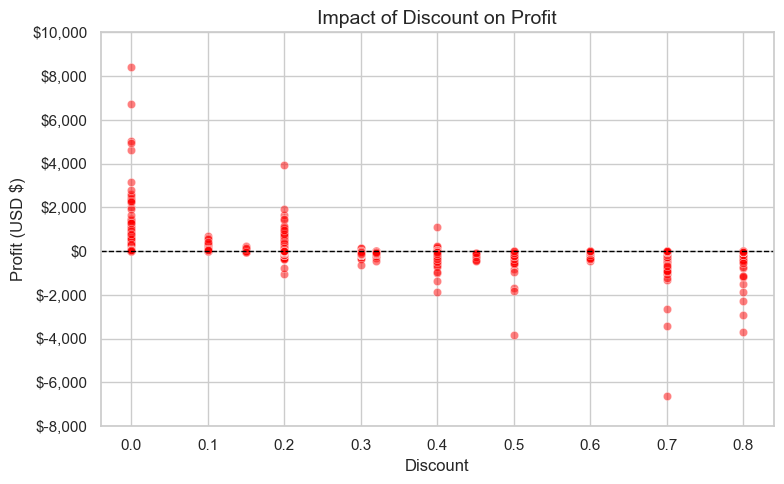 Impact of Discount on Profit
$10,000
$8,000
$6,000
$4,000
$2,000
$0
$-2,000
$-4,000
$-6,000
$-8,000
Profit (USD $)
0.0 0.1 0.2 0.3 0.4 0.5 0.6 0.7 0.8
Discount